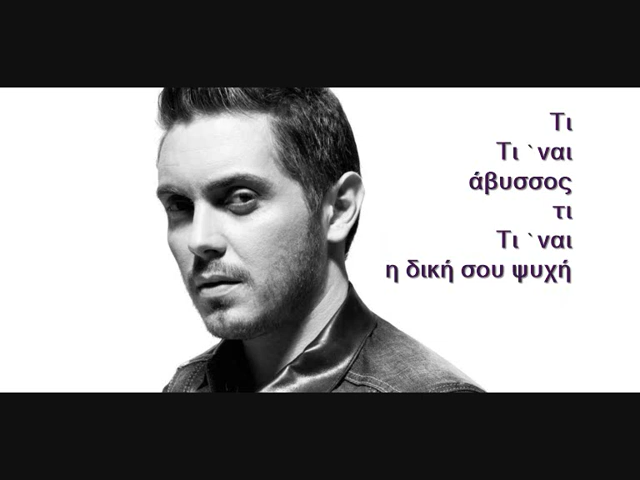 Τι
Τι `ναι
άβυσσος
τι
Τι `ναι
η δική σου ψυχή